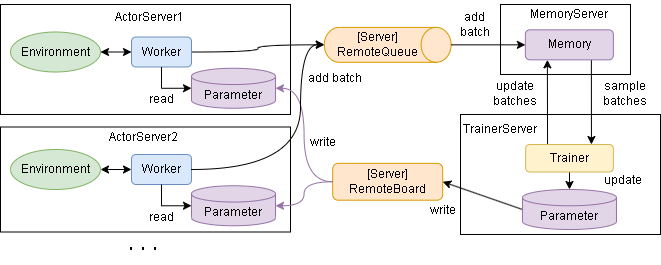 ActorServer1
Environment
Worker
read
Parameter
[Server]
RemoteQueue
add batch
add
batch
MemoryServer
Memory
update
batches
sample
batches
ActorServer2
Environment
Worker
read
Parameter
write
[Server]
RemoteBoard
write
TrainerServer
Trainer
update
Parameter
. . .